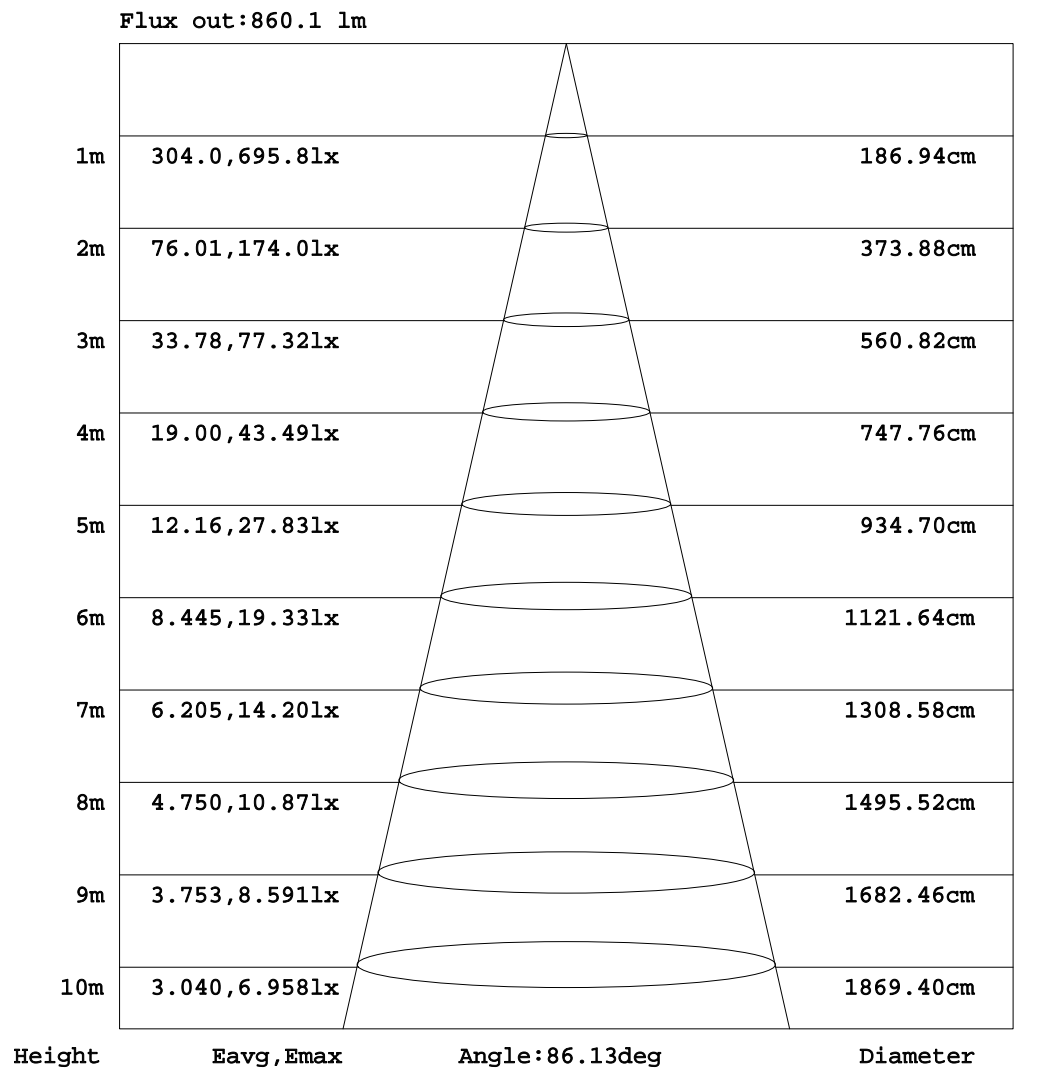 Flux out:860.1 lm
1m 304.0,695.8lx 186.94cm
2m 76.01,174.0lx 373.88cm
3m 33.78,77.32lx 560.82cm
4m 19.00,43.49lx 747.76cm
5m 12.16,27.83lx 934.70cm
6m 8.445,19.33lx 1121.64cm
7m 6.205,14.20lx 1308.58cm
8m 4.750,10.87lx 1495.52cm
9m 3.753,8.591lx 1682.46cm
10m 3.040,6.958lx 1869.40cm
Height Eavg,Emax Angle:86.13deg Diameter